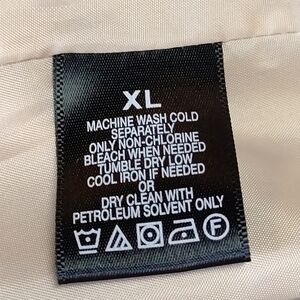 XL
MACHINE WASH COLD
SEPARATELY
ONLY NON-CHLORINE
BLEACH WHEN NEEDED
TUMBLE DRY LOW
COOL IRON IF NEEDED
OR
DRY CLEAN WITH
PETROLEUM SOLVENT ONLY
F